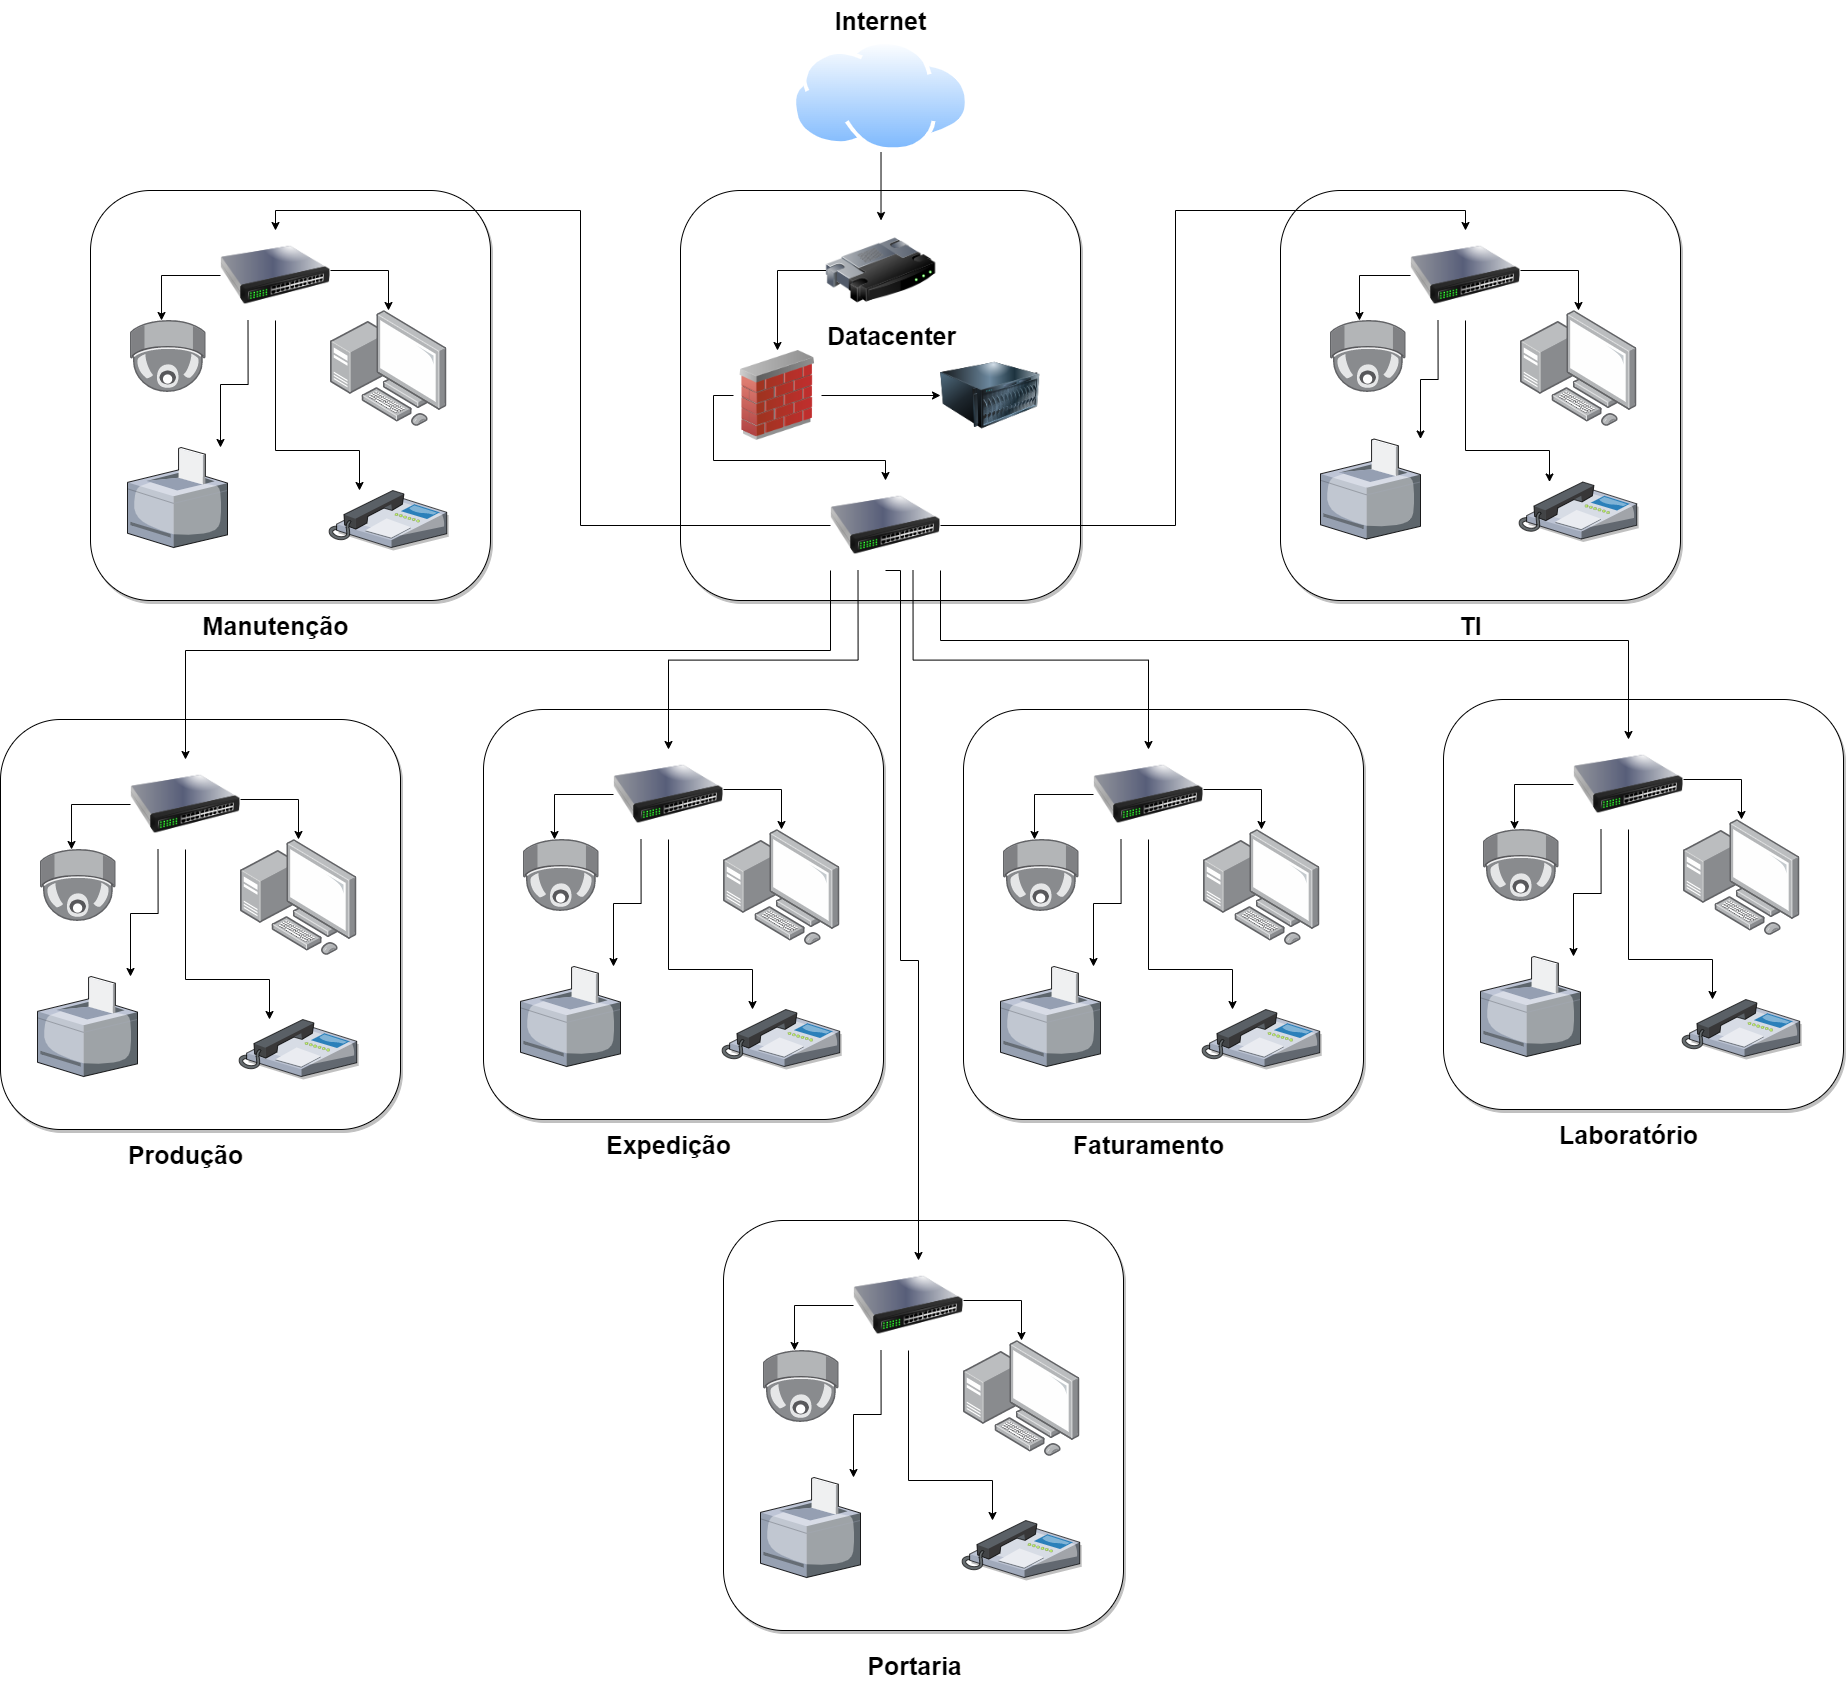 Internet
Datacenter
Manutenção
TI
Produção
Expedição
Faturamento
Laboratório
Portaria